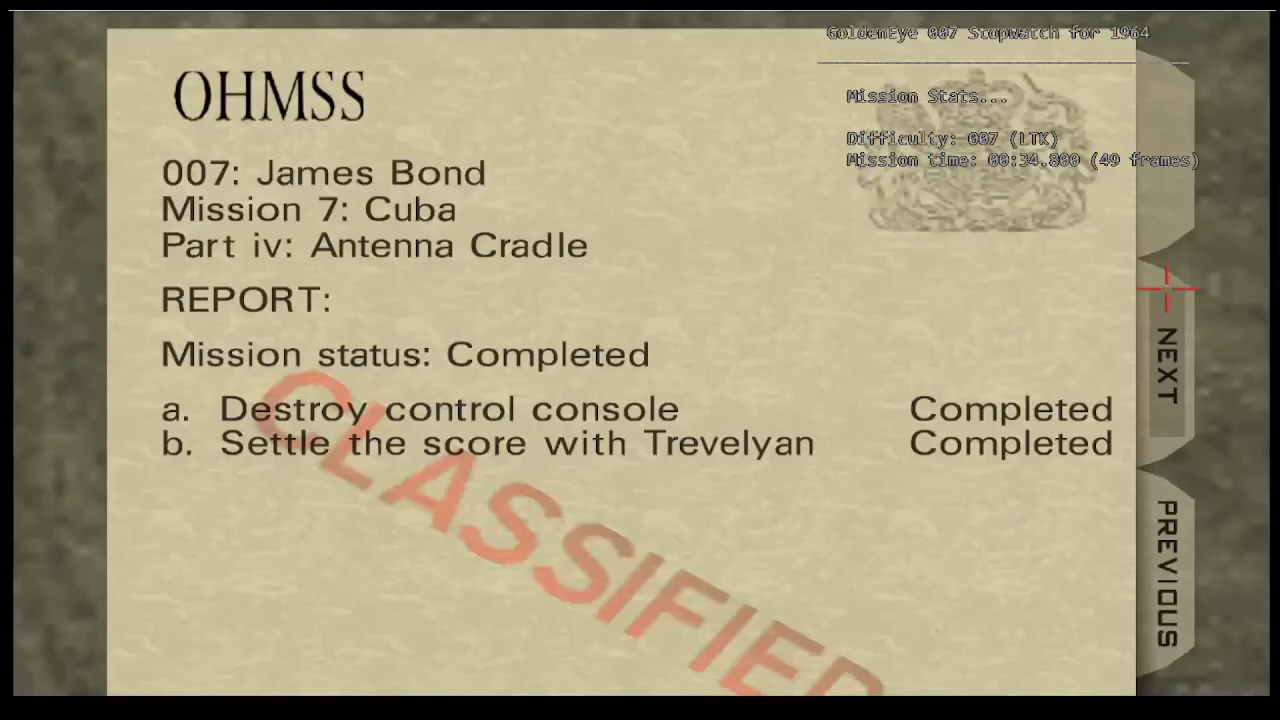 GoldenEye 007 Stopwatch for 1964
OHMSS
Mission Stats...
Difficulty: 007 (LTK)
Mission time: 00:34.800 (49 frames)
007: James Bond
Mission 7: Cuba
Part iv: Antenna Cradle
REPORT:
Mission status: Completed
a. Destroy control console Completed
b. Settle the score with Trevelyan Completed
CLASSIFIED
NEXT
PREVIOUS